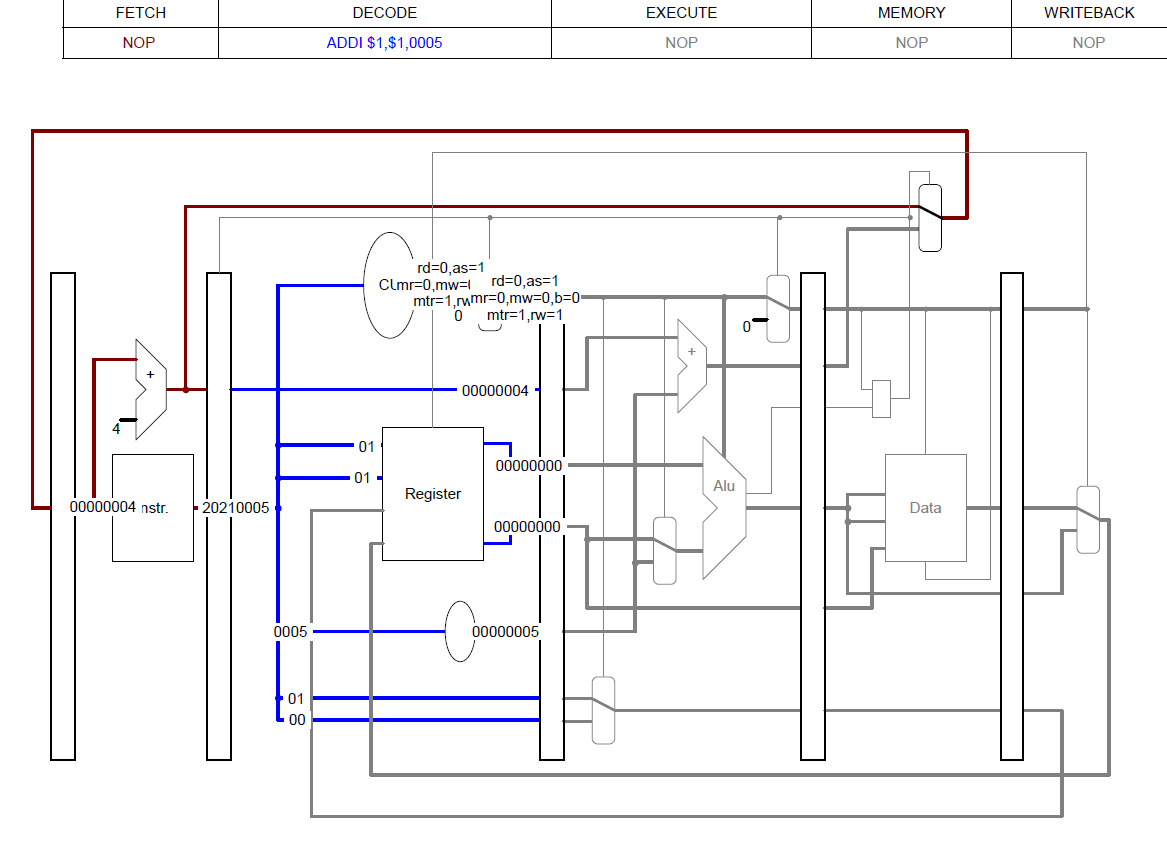 FETCH DECODE EXECUTE MEMORY WRITEBACK
NOP ADDI $1,$1,0005 NOP NOP NOP
rd=0,as=1
rd=0,as=1
mr=0,mw=0,b=0
mtr=1,rw=1
0
0
+
+
00000004
4
01
00000000
01
Alu
Register
00000004
nstr.
20210005
Data
00000000
0005
00000005
01
00